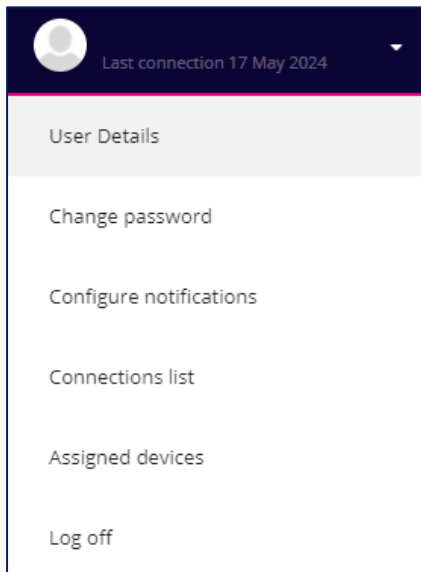 Last connection 17 May 2024
User Details
Change password
Configure notifications
Connections list
Assigned devices
Log off